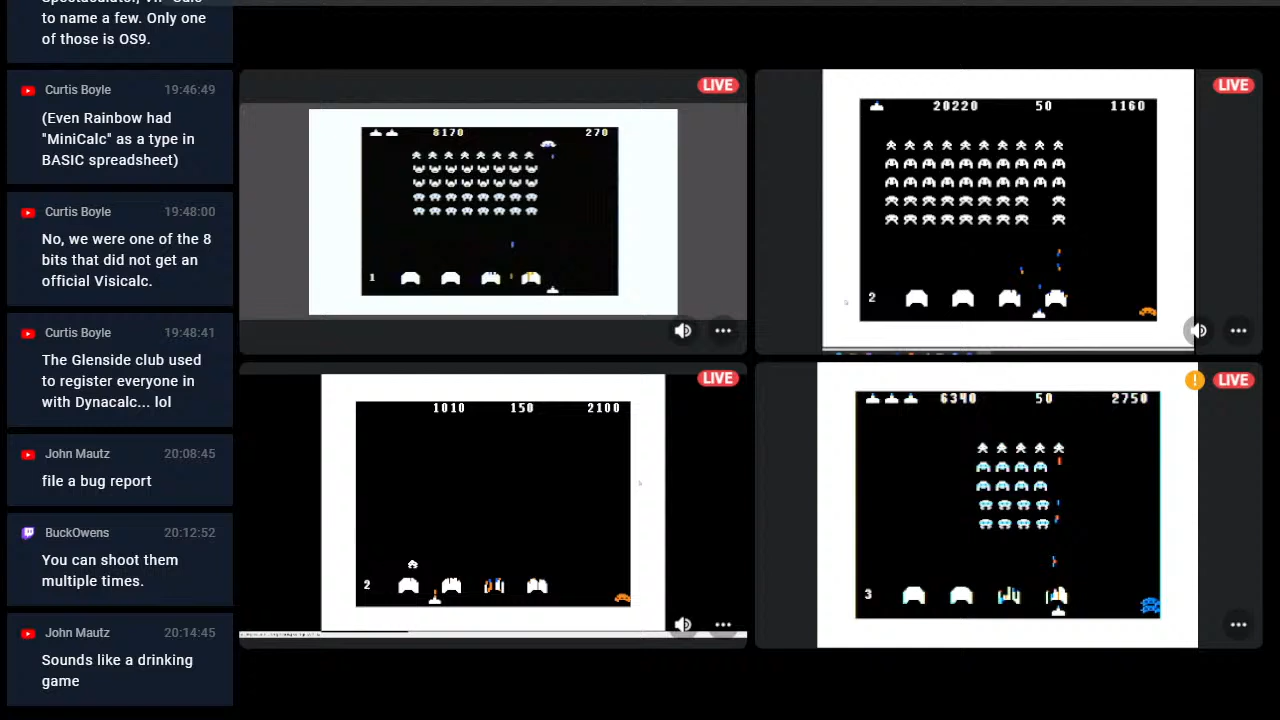 Spectaculator, VIP Calc
to name a few. Only one
of those is OS9.
Curtis Boyle 19:46:49
(Even Rainbow had
"MiniCalc" as a type in
BASIC spreadsheet)
Curtis Boyle 19:48:00
No, we were one of the 8
bits that did not get an
official Visicalc.
Curtis Boyle 19:48:41
The Glenside club used
to register everyone in
with Dynacalc... lol
John Mautz 20:08:45
file a bug report
BuckOwens 20:12:52
You can shoot them
multiple times.
John Mautz 20:14:45
Sounds like a drinking
game
LIVE
8170 270
1
LIVE
20220 50 1160
2
LIVE
1010 150 2100
2
! LIVE
6340 50 2750
3